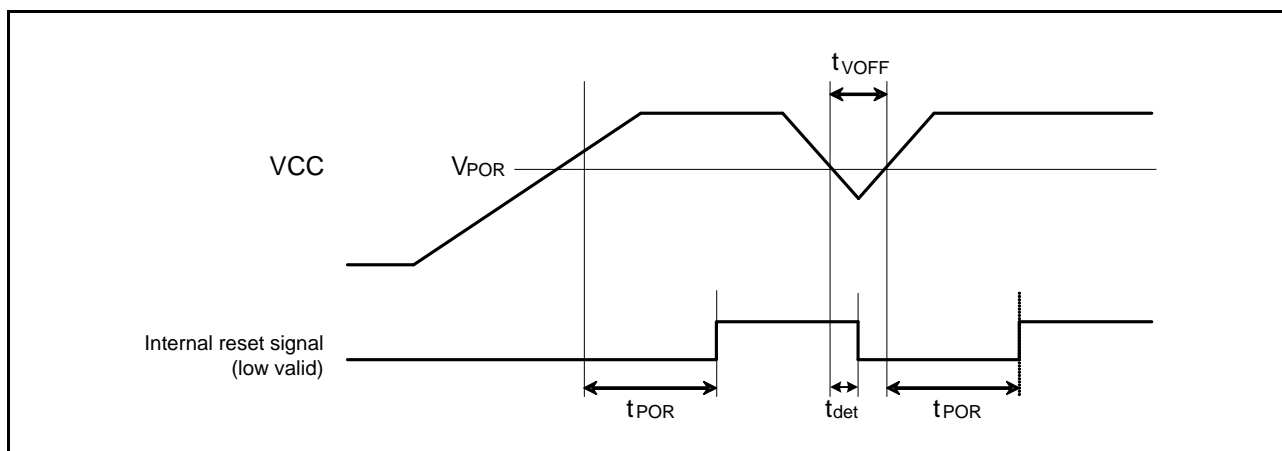 tVOFF
VCC
VPOR
Internal reset signal
(low valid)
tPOR
tdet
tPOR